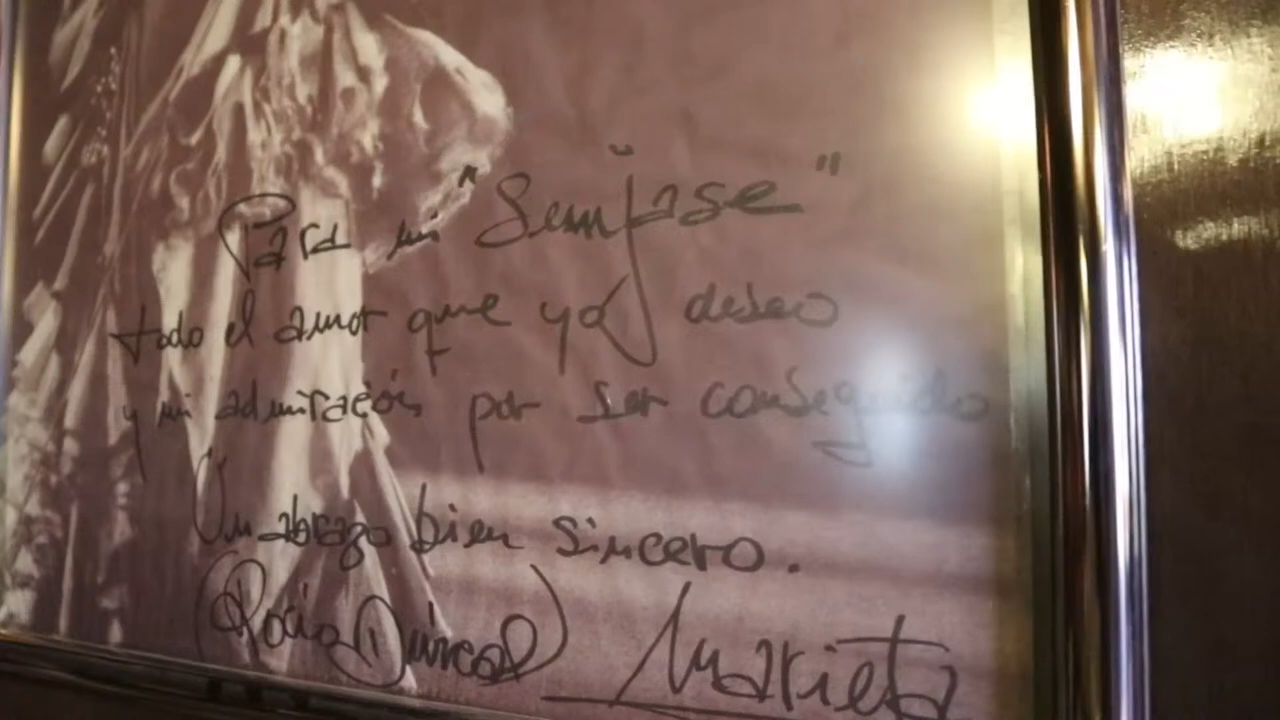 Para mi "Semjase"
todo el amor que yo deseo
y mi admiración por ser conseguido
Un abrazo bien sincero.
(Rocío Dúrcal) Marieta